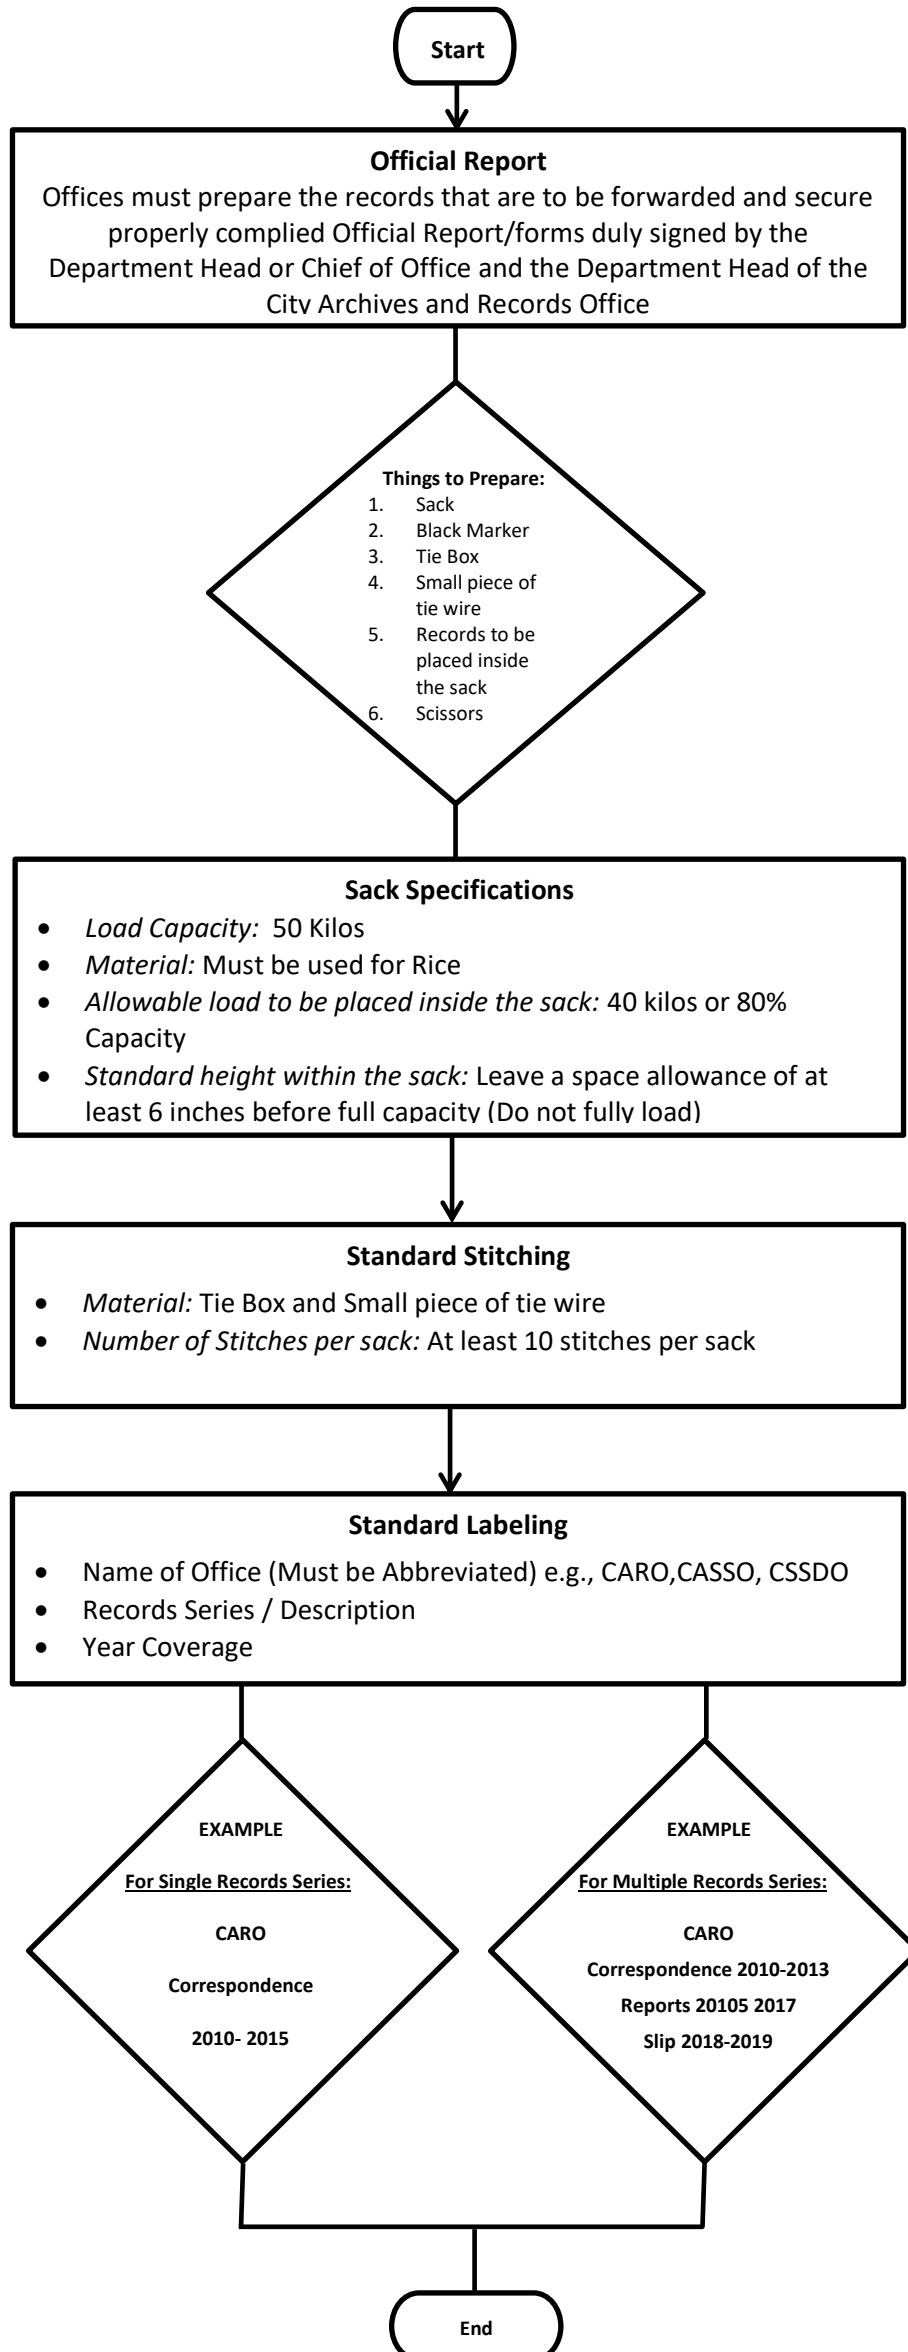 Start
Official Report
Offices must prepare the records that are to be forwarded and secure
properly complied Official Report/forms duly signed by the
Department Head or Chief of Office and the Department Head of the
City Archives and Records Office
Things to Prepare:
1. Sack
2. Black Marker
3. Tie Box
4. Small piece of
tie wire
5. Records to be
placed inside
the sack
6. Scissors
Sack Specifications
• Load Capacity: 50 Kilos
• Material: Must be used for Rice
• Allowable load to be placed inside the sack: 40 kilos or 80%
Capacity
• Standard height within the sack: Leave a space allowance of at
least 6 inches before full capacity (Do not fully load)
Standard Stitching
• Material: Tie Box and Small piece of tie wire
• Number of Stitches per sack: At least 10 stitches per sack
Standard Labeling
• Name of Office (Must be Abbreviated) e.g., CARO,CASSO, CSSDO
• Records Series / Description
• Year Coverage
EXAMPLE
For Single Records Series:
CARO
Correspondence
2010- 2015
EXAMPLE
For Multiple Records Series:
CARO
Correspondence 2010-2013
Reports 20105 2017
Slip 2018-2019
End